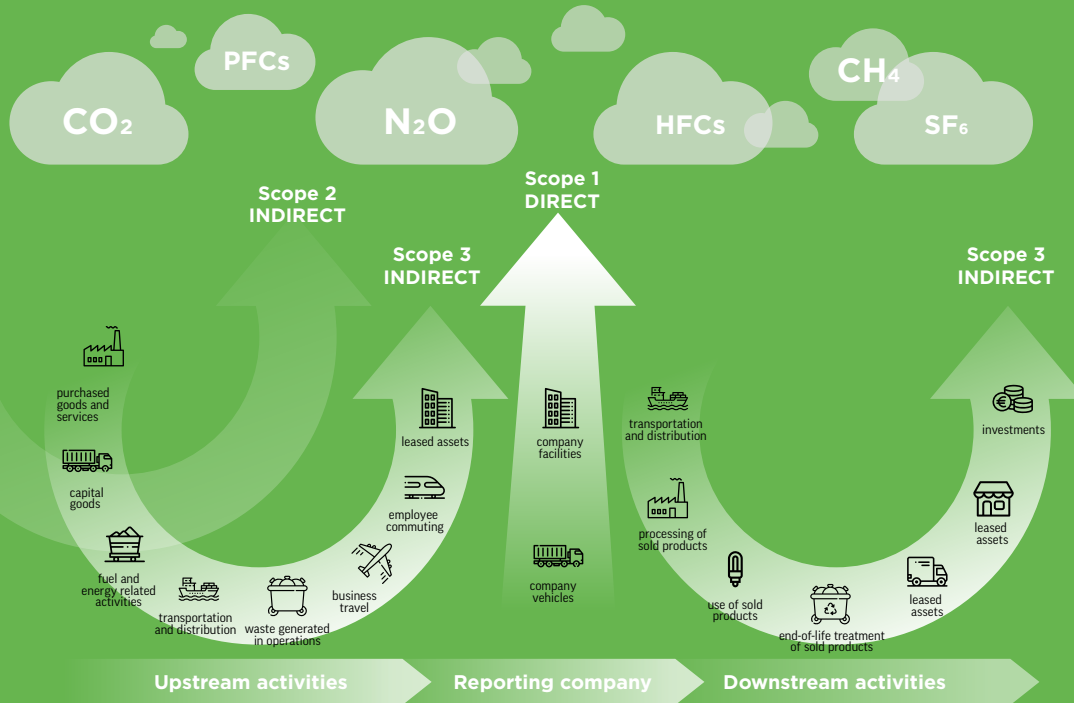 CO₂
PFCs
N₂O
HFCs
CH₄
SF₆
Scope 2
INDIRECT
Scope 3
INDIRECT
Scope 1
DIRECT
Scope 3
INDIRECT
purchased
goods and
services
capital
goods
fuel and
energy related
activities
transportation
and distribution
waste generated
in operations
business
travel
employee
commuting
leased assets
company
facilities
company
vehicles
transportation
and distribution
processing of
sold products
use of sold
products
end-of-life treatment
of sold products
leased
assets
leased
assets
investments
Upstream activities
Reporting company
Downstream activities